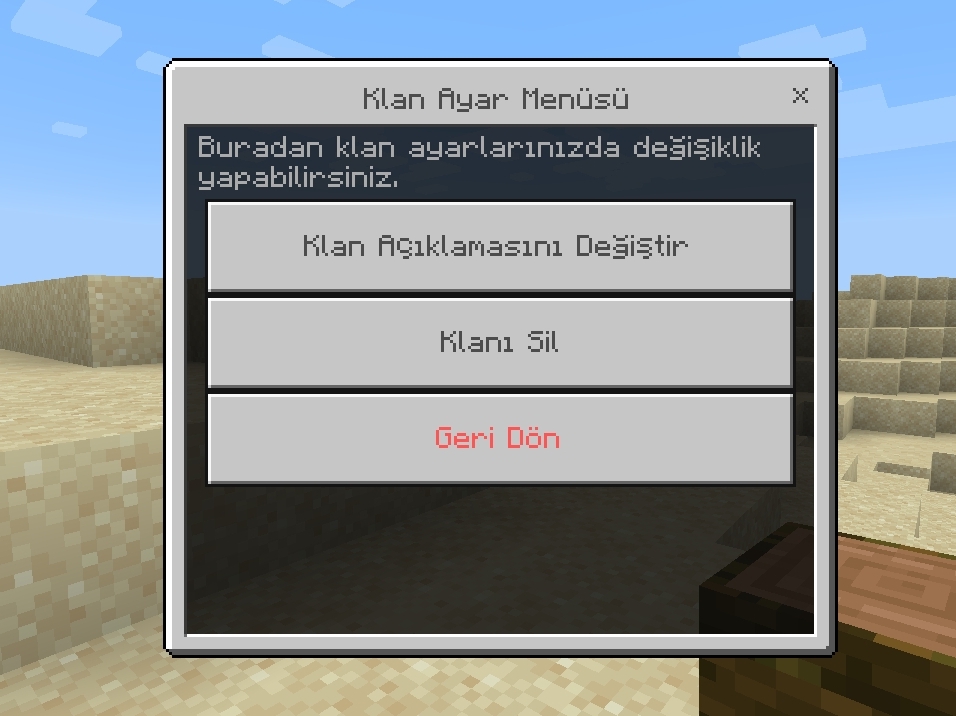 Klan Ayar Menüsü
Buradan klan ayarlarınızda değişiklik
yapabilirsiniz.
Klan Açıklamasını Değiştir
Klanı Sil
Geri Dön